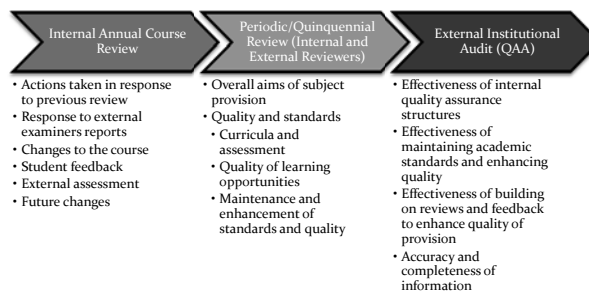 Internal Annual Course
Review
• Actions taken in response
to previous review
• Response to external
examiners reports
• Changes to the course
• Student feedback
• External assessment
• Future changes
Periodic/Quinquennial
Review (Internal and
External Reviewers)
• Overall aims of subject
provision
• Quality and standards
• Curricula and
assessment
• Quality of learning
opportunities
• Maintenance and
enhancement of
standards and quality
External Institutional
Audit (QAA)
• Effectiveness of internal
quality assurance
structures
• Effectiveness of
maintaining academic
standards and enhancing
quality
• Effectiveness of building
on reviews and feedback
to enhance quality of
provision
• Accuracy and
completeness of
information